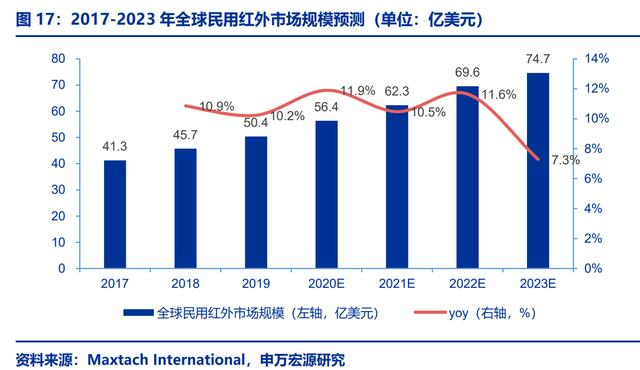 图 17：2017-2023 年全球民用红外市场规模预测（单位：亿美元）
80 14%
70 12%
60 10%
50 8%
40 6%
30 4%
20 2%
10 0%
0
41.3 45.7 50.4 56.4 62.3 69.6 74.7
10.9% 10.2% 11.9% 10.5% 11.6% 7.3%
2017 2018 2019 2020E 2021E 2022E 2023E
全球民用红外市场规模（左轴，亿美元） yoy（右轴，%）
资料来源：Maxtach International，申万宏源研究